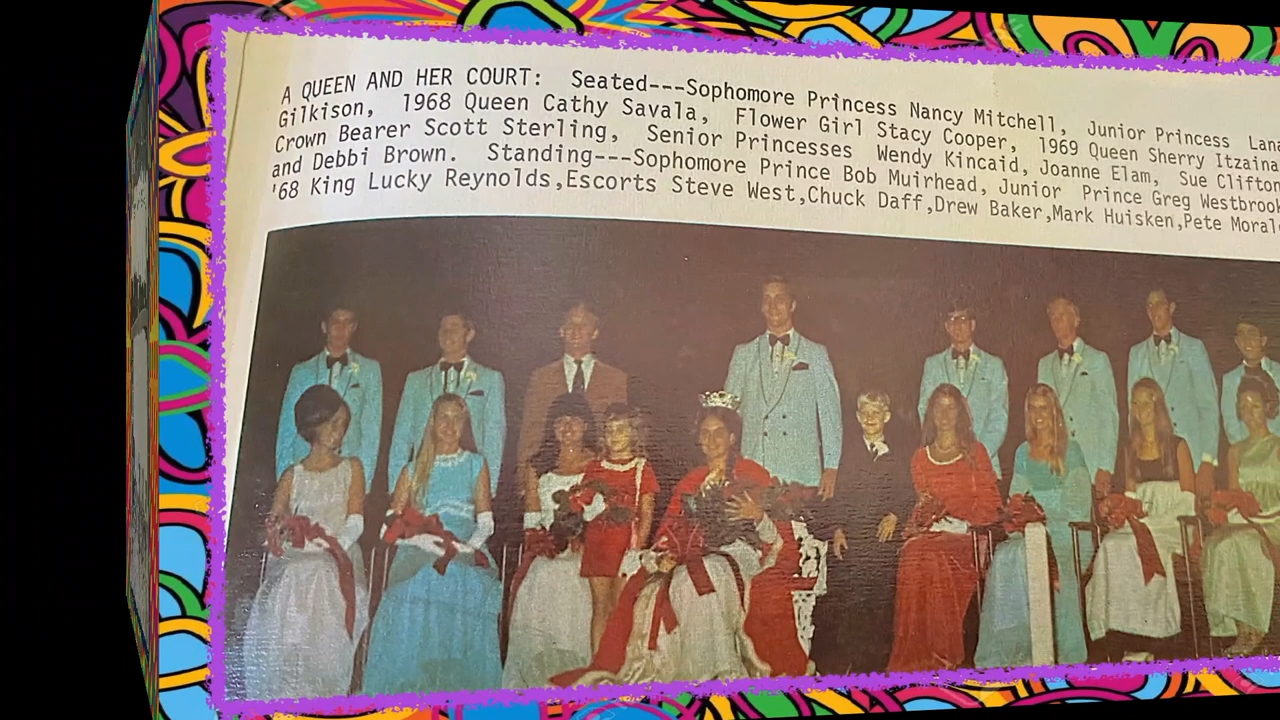 A QUEEN AND HER COURT: Seated---Sophomore Princess Nancy Mitchell, Junior Princess Lana
Gilkison, 1968 Queen Cathy Savala, Flower Girl Stacy Cooper, 1969 Queen Sherry Itzaina
Crown Bearer Scott Sterling, Senior Princesses Wendy Kincaid, Joanne Elam, Sue Clifton
and Debbi Brown. Standing---Sophomore Prince Bob Muirhead, Junior Prince Greg Westbrook
'68 King Lucky Reynolds,Escorts Steve West,Chuck Daff,Drew Baker,Mark Huisken,Pete Moral